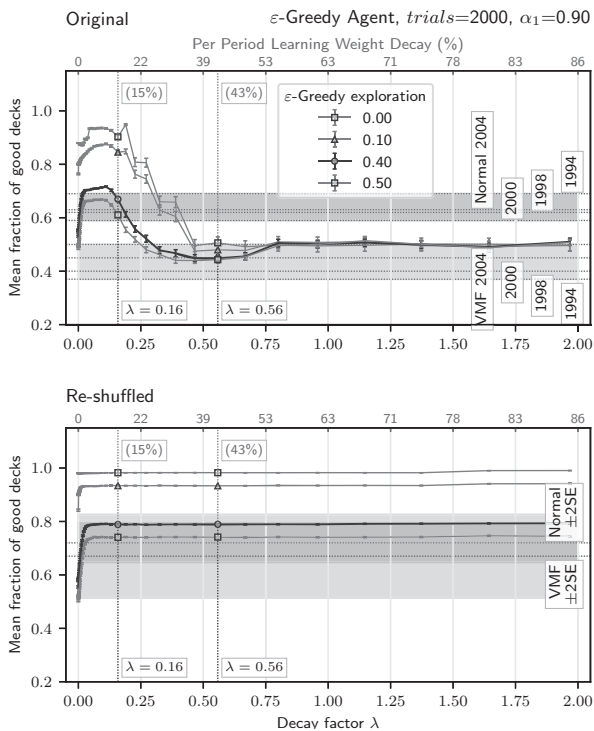 Original
ε-Greedy Agent, trials=2000, α1=0.90
Per Period Learning Weight Decay (%)
0 22 39 53 63 71 78 83 86
Mean fraction of good decks
1.0
0.8
0.6
0.4
0.2
(15%)
(43%)
ε-Greedy exploration
0.00
0.10
0.40
0.50
Normal 2004
2000
1998
1994
VMF 2004
2000
1998
1994
λ = 0.16
λ = 0.56
0.00 0.25 0.50 0.75 1.00 1.25 1.50 1.75 2.00
Re-shuffled
0 22 39 53 63 71 78 83 86
Mean fraction of good decks
1.0
0.8
0.6
0.4
0.2
(15%)
(43%)
Normal
±2SE
VMF
±2SE
λ = 0.16
λ = 0.56
0.00 0.25 0.50 0.75 1.00 1.25 1.50 1.75 2.00
Decay factor λ